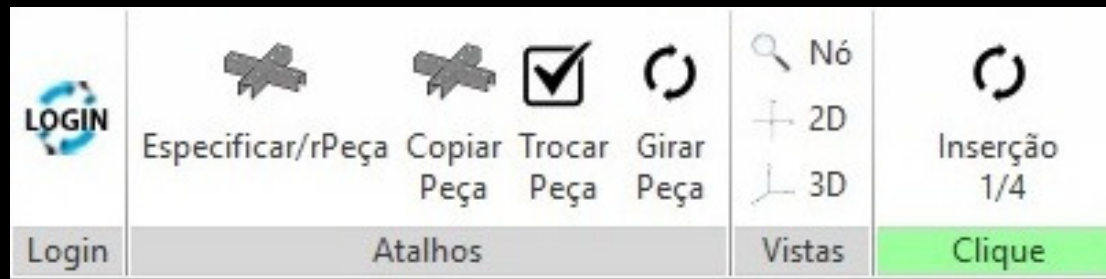 LOGIN
Login
Especificar/rPeça
Copiar
Peça
Trocar
Peça
Girar
Peça
Atalhos
Nó
2D
3D
Vistas
Inserção
1/4
Clique